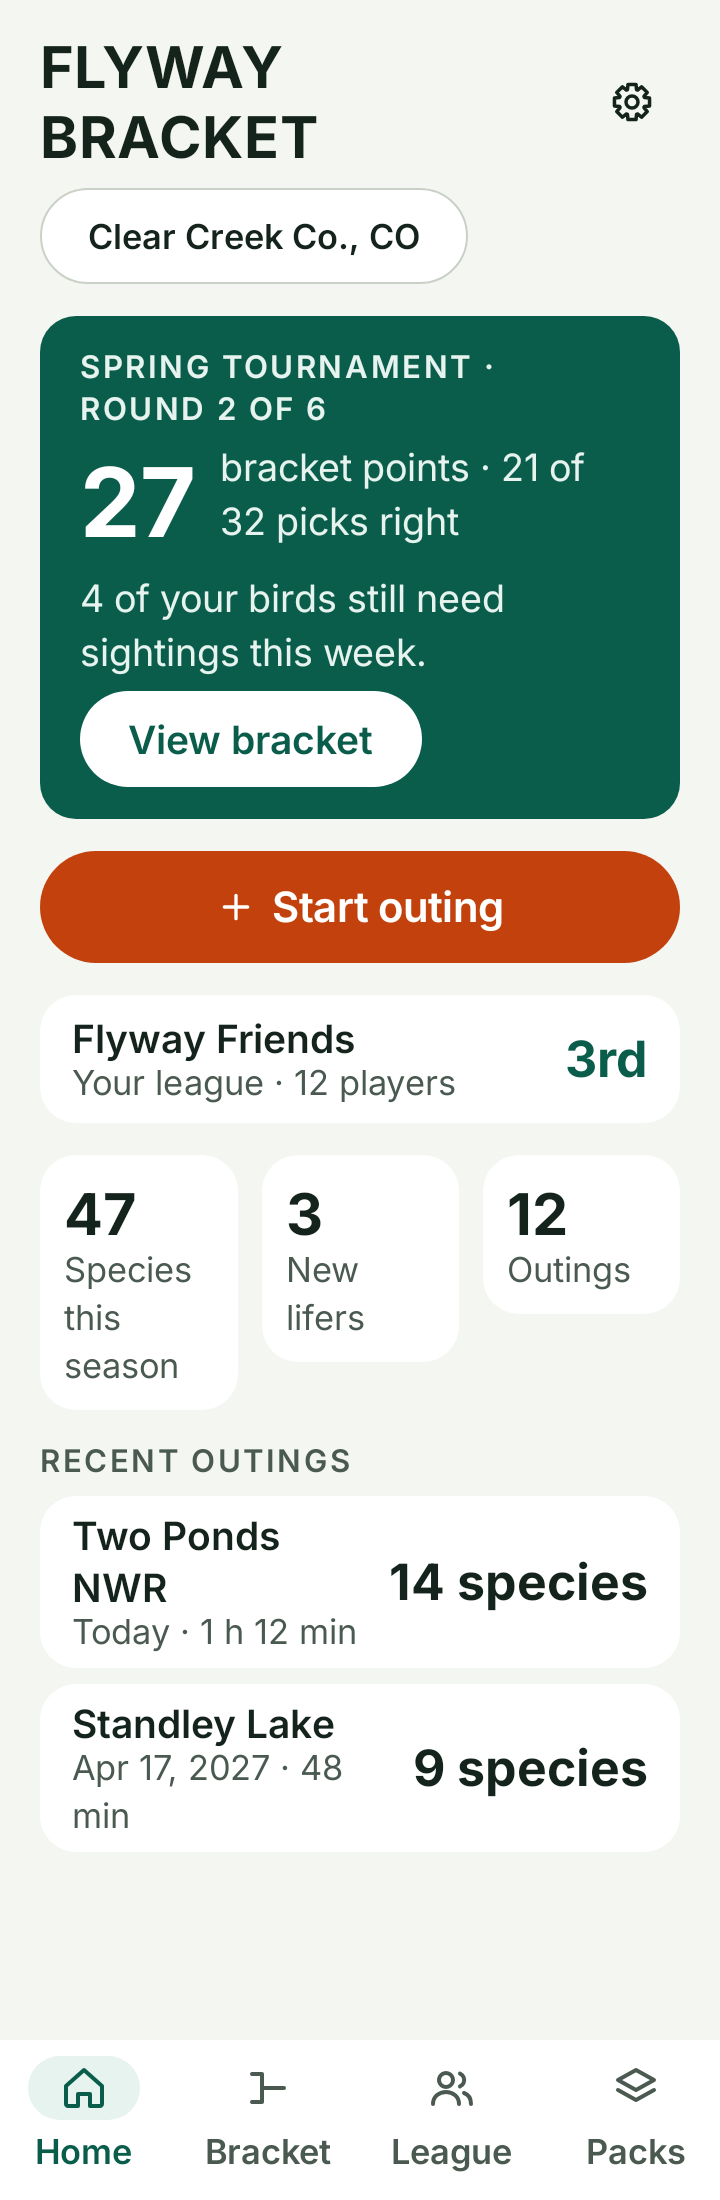 FLYWAY
BRACKET
Clear Creek Co., CO
SPRING TOURNAMENT ·
ROUND 2 OF 6
27
bracket points · 21 of
32 picks right
4 of your birds still need
sightings this week.
View bracket
+ Start outing
Flyway Friends
Your league · 12 players
3rd
47
Species
this
season
3
New
lifers
12
Outings
RECENT OUTINGS
Two Ponds
NWR
Today · 1 h 12 min
14 species
Standley Lake
Apr 17, 2027 · 48
min
9 species
Home
Bracket
League
Packs